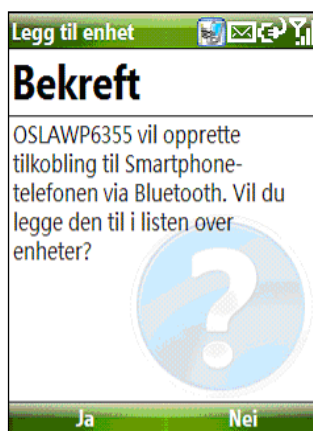 Legg til enhet
Bekreft
OSLAWP6355 vil opprette
tilkobling til Smartphone-
telefonen via Bluetooth. Vil du
legge den til i listen over
enheter?
Ja Nei